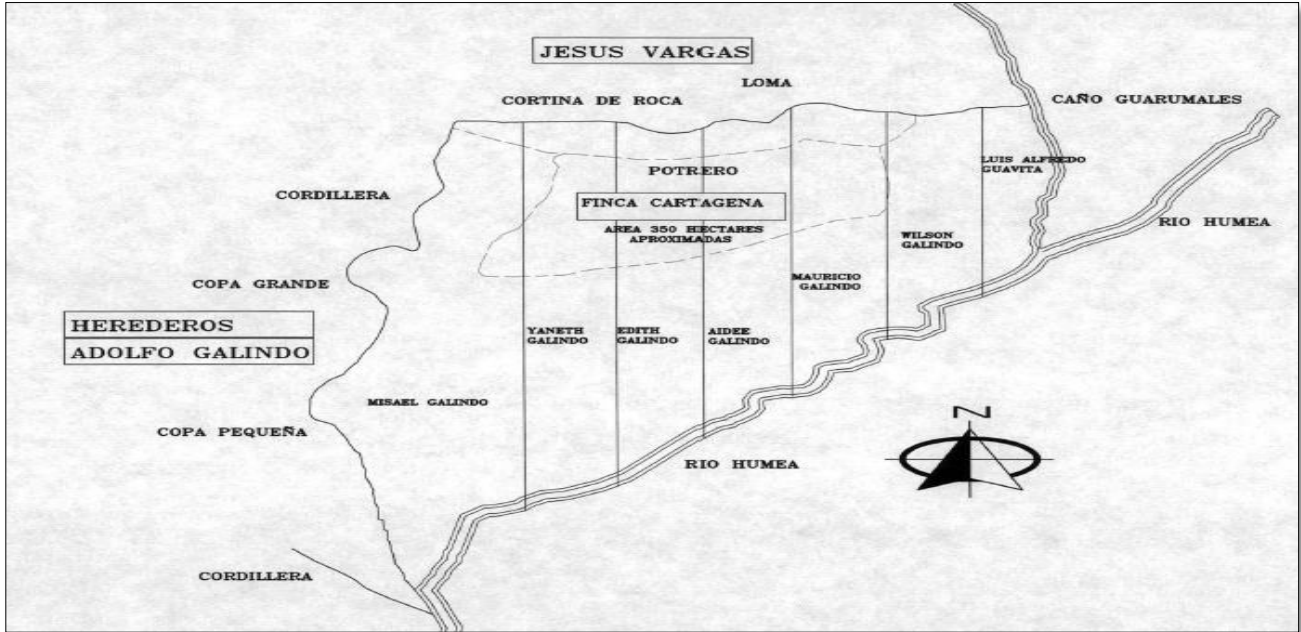 JESUS VARGAS
LOMA
CORTINA DE ROCA
CAÑO GUARUMALES
LUIS ALFREDO
GUAVITA
POTRERO
CORDILLERA
FINCA CARTAGENA
AREA 350 HECTARES
APROXIMADAS
RIO HUMEA
WILSON
GALINDO
MAURICIO
GALINDO
COPA GRANDE
HEREDEROS
ADOLFO GALINDO
YANETH
GALINDO
EDITH
GALINDO
AIDEE
GALINDO
MISAEL GALINDO
COPA PEQUEÑA
N
RIO HUMEA
CORDILLERA